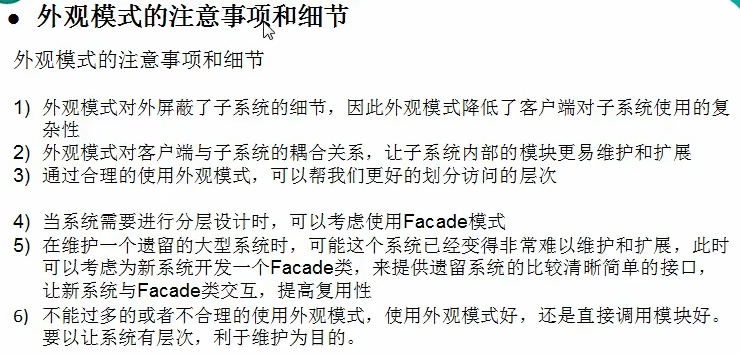 ● 外观模式的注意事项和细节
外观模式的注意事项和细节
1) 外观模式对外屏蔽了子系统的细节，因此外观模式降低了客户端对子系统使用的复
杂性
2) 外观模式对客户端与子系统的耦合关系，让子系统内部的模块更易维护和扩展
3) 通过合理的使用外观模式，可以帮我们更好的划分访问的层次
4) 当系统需要进行分层设计时，可以考虑使用Facade模式
5) 在维护一个遗留的大型系统时，可能这个系统已经变得非常难以维护和扩展，此时
可以考虑为新系统开发一个Facade类，来提供遗留系统的比较清晰简单的接口，
让新系统与Facade类交互，提高复用性
6) 不能过多的或者不合理的使用外观模式，使用外观模式好，还是直接调用模块好。
要以让系统有层次，利于维护为目的。